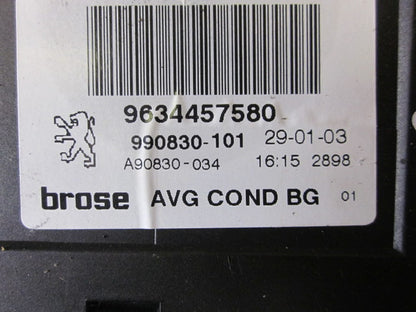 9634457580
990830-101 29-01-03
A90830-034 16:15 2898
brose AVG COND BG 01